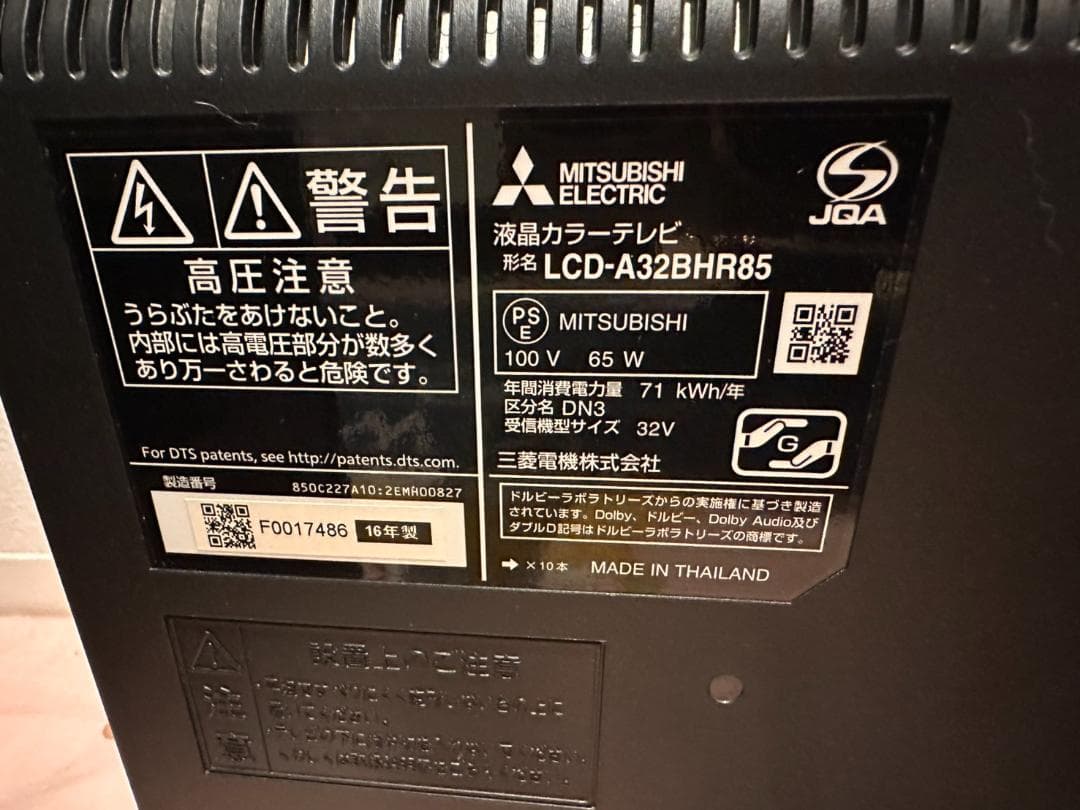 警告
高圧注意
うらぶたをあけないこと。
内部には高電圧部分が数多く
あり万一さわると危険です。
For DTS patents, see http://patents.dts.com.
製造番号
850C227A10:2EMH00827
F0017486 16年製
MITSUBISHI
ELECTRIC
JQA
液晶カラーテレビ
形名 LCD-A32BHR85
PS
E
MITSUBISHI
100 V 65 W
年間消費電力量 71 kWh/年
区分名 DN3
受信機型サイズ 32V
G
三菱電機株式会社
ドルビーラボラトリーズからの実施権に基づき製造
されています。Dolby、ドルビー、Dolby Audio及び
ダブルD記号はドルビーラボラトリーズの商標です。
➡ ×10本 MADE IN THAILAND
設置上のご注意
注
意